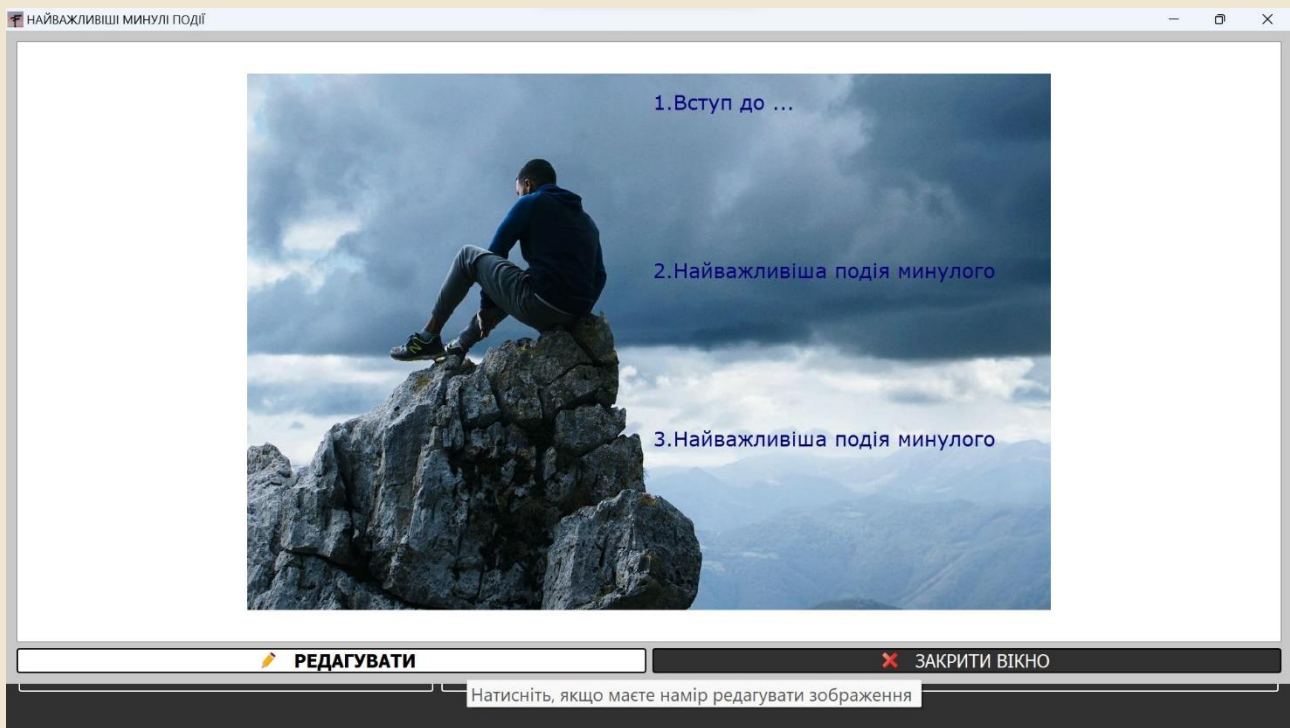 НАЙВАЖЛИВІШІ МИНУЛІ ПОДІЇ
1.Вступ до ...
2.Найважливіша подія минулого
3.Найважливіша подія минулого
РЕДАГУВАТИ
ЗАКРИТИ ВІКНО
Натисніть, якщо маєте намір редагувати зображення